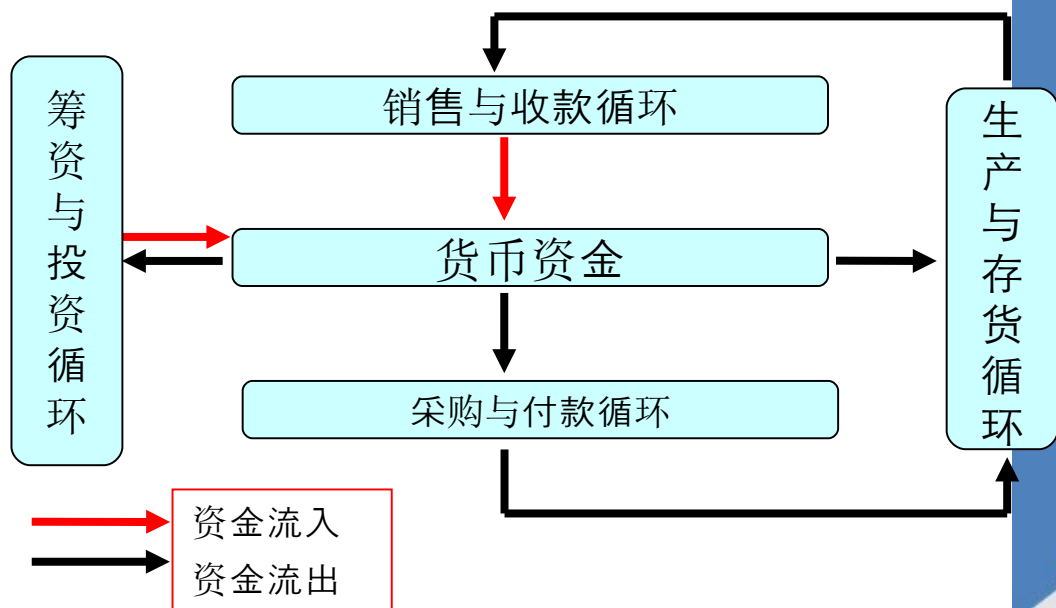 筹资与投资循环
销售与收款循环
货币资金
采购与付款循环
生产与存货循环
资金流入
资金流出